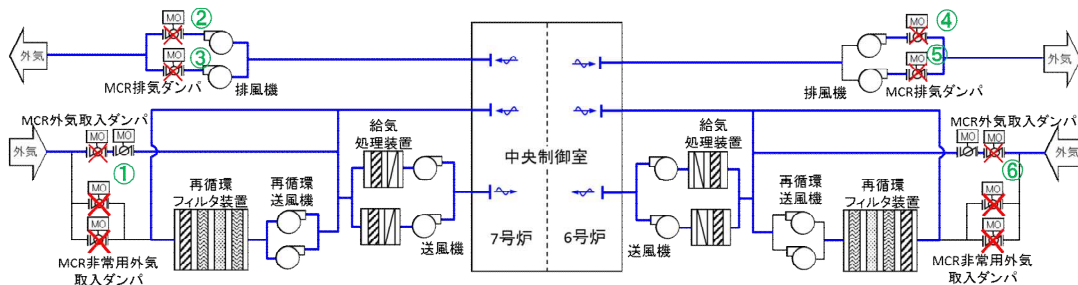 MO ②
MO ③
外気
MCR排気ダンパ
排風機
MCR外気取入ダンパ
外気
MO MO
①
MO
MO
MCR非常用外気
取入ダンパ
再循環
フィルタ装置
再循環
送風機
給気
処理装置
送風機
中央制御室
7号炉 6号炉
④
MO
⑤
MO
外気
排風機
MCR排気ダンパ
MCR外気取入ダンパ
MO MO
外気
⑥
MO
MO
MCR非常用外気
取入ダンパ
給気
処理装置
再循環
送風機
再循環
フィルタ装置
送風機